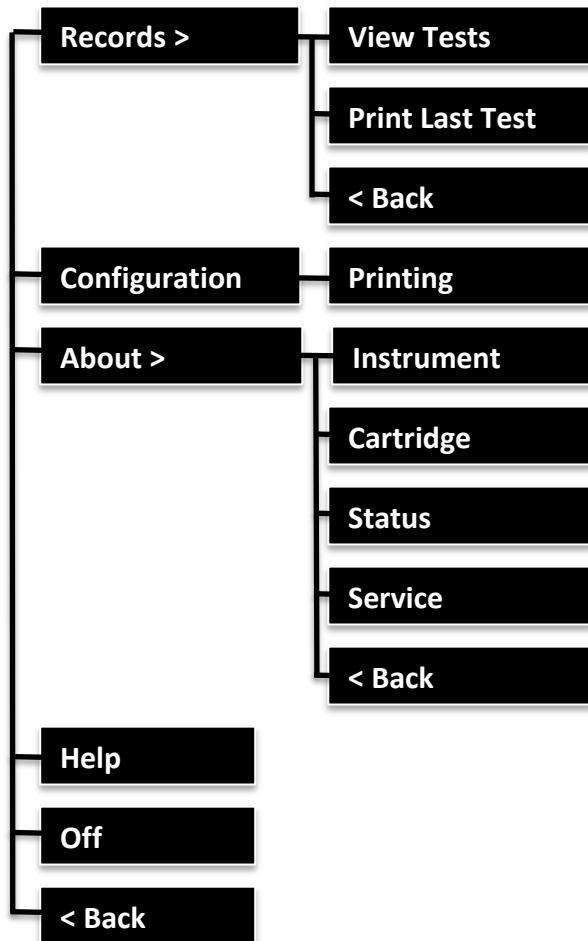 Records >
View Tests
Print Last Test
< Back
Configuration
Printing
About >
Instrument
Cartridge
Status
Service
< Back
Help
Off
< Back